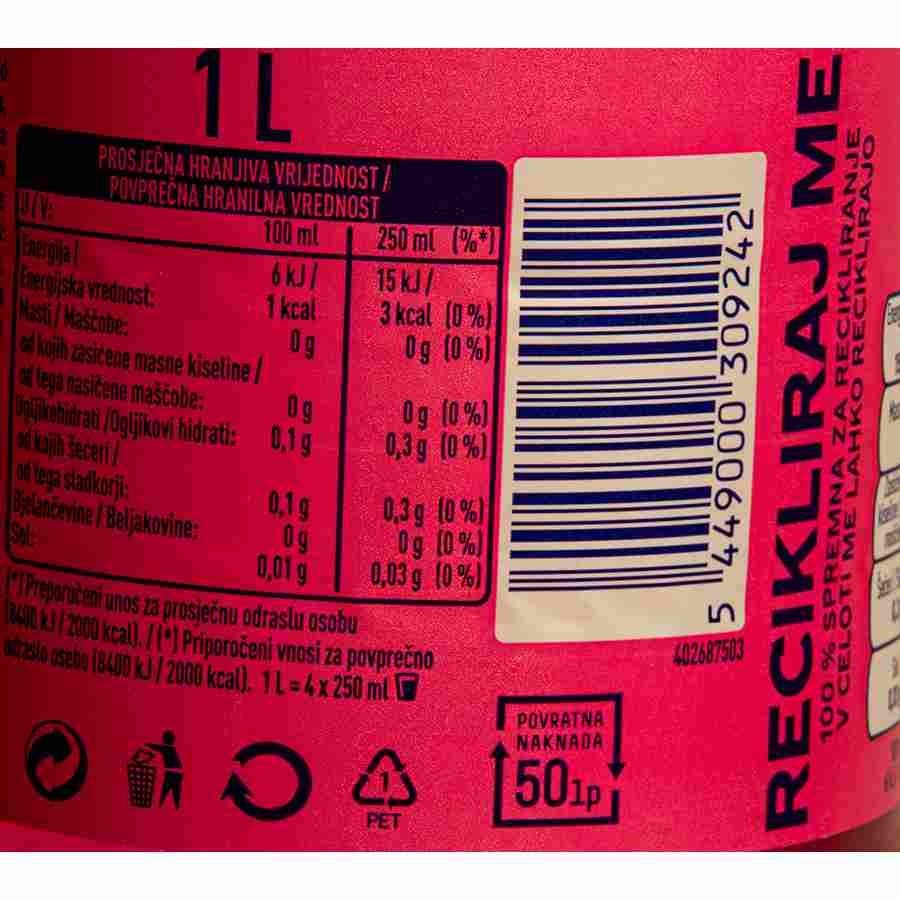 1 L
PROSJEČNA HRANJIVA VRIJEDNOST /
POVPREČNA HRANILNA VREDNOST
U / V: 100 ml 250 ml (%*)
Energija / 6 kJ / 15 kJ /
Energijska vrednost: 1 kcal 3 kcal (0 %)
Masti / Maščobe: 0 g 0 g (0 %)
od kojih zasićene masne kiseline /
od tega nasičene maščobe: 0 g 0 g (0 %)
Ugljikohidrati /Ogljikovi hidrati: 0,1 g 0,3 g (0 %)
od kojih šećeri /
od tega sladkorji: 0,1 g 0,3 g (0 %)
Bjelančevine / Beljakovine: 0 g 0 g (0 %)
Sol: 0,01 g 0,03 g (0 %)
(*) Preporučeni unos za prosječnu odraslu osobu
(8400 kJ / 2000 kcal). / (*) Priporočeni vnosi za povprečno
odraslo osebo (8400 kJ / 2000 kcal). 1 L = 4 x 250 ml
5 449000 309242
402687503
1
PET
POVRATNA
NAKNADA
50 lp
RECIKLIRAJ ME
100 % SPREMNA ZA RECIKLIRANJE
V CELOTI ME LAHKO RECIKLIRAJO